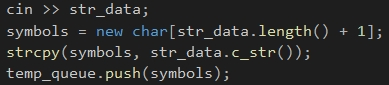 cin >> str_data;
symbols = new char[str_data.length() + 1];
strcpy(symbols, str_data.c_str());
temp_queue.push(symbols);